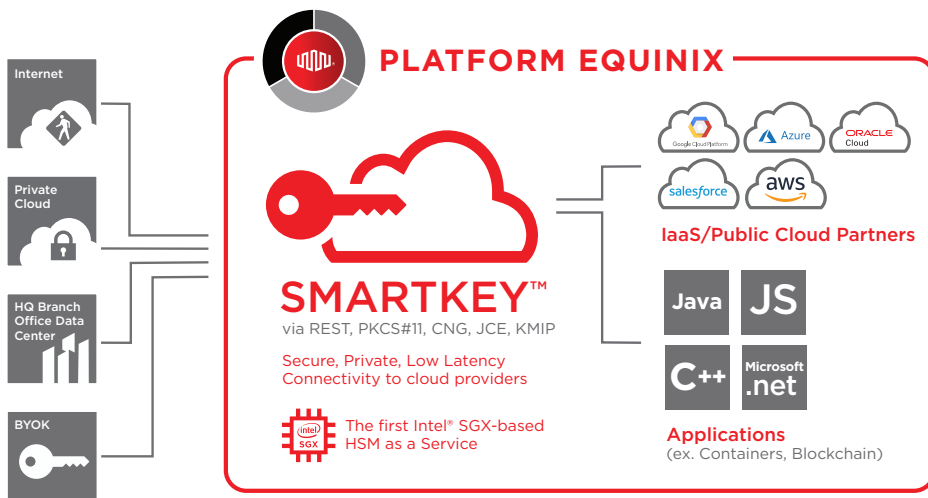 PLATFORM EQUINIX
Internet
Private
Cloud
HQ Branch
Office Data
Center
BYOK
SMARTKEY™
via REST, PKCS#11, CNG, JCE, KMIP
Secure, Private, Low Latency
Connectivity to cloud providers
intel
SGX
The first Intel® SGX-based
HSM as a Service
Google Cloud Platform
Azure
ORACLE
Cloud
salesforce
aws
IaaS/Public Cloud Partners
Java
JS
C++
Microsoft
.net
Applications
(ex. Containers, Blockchain)